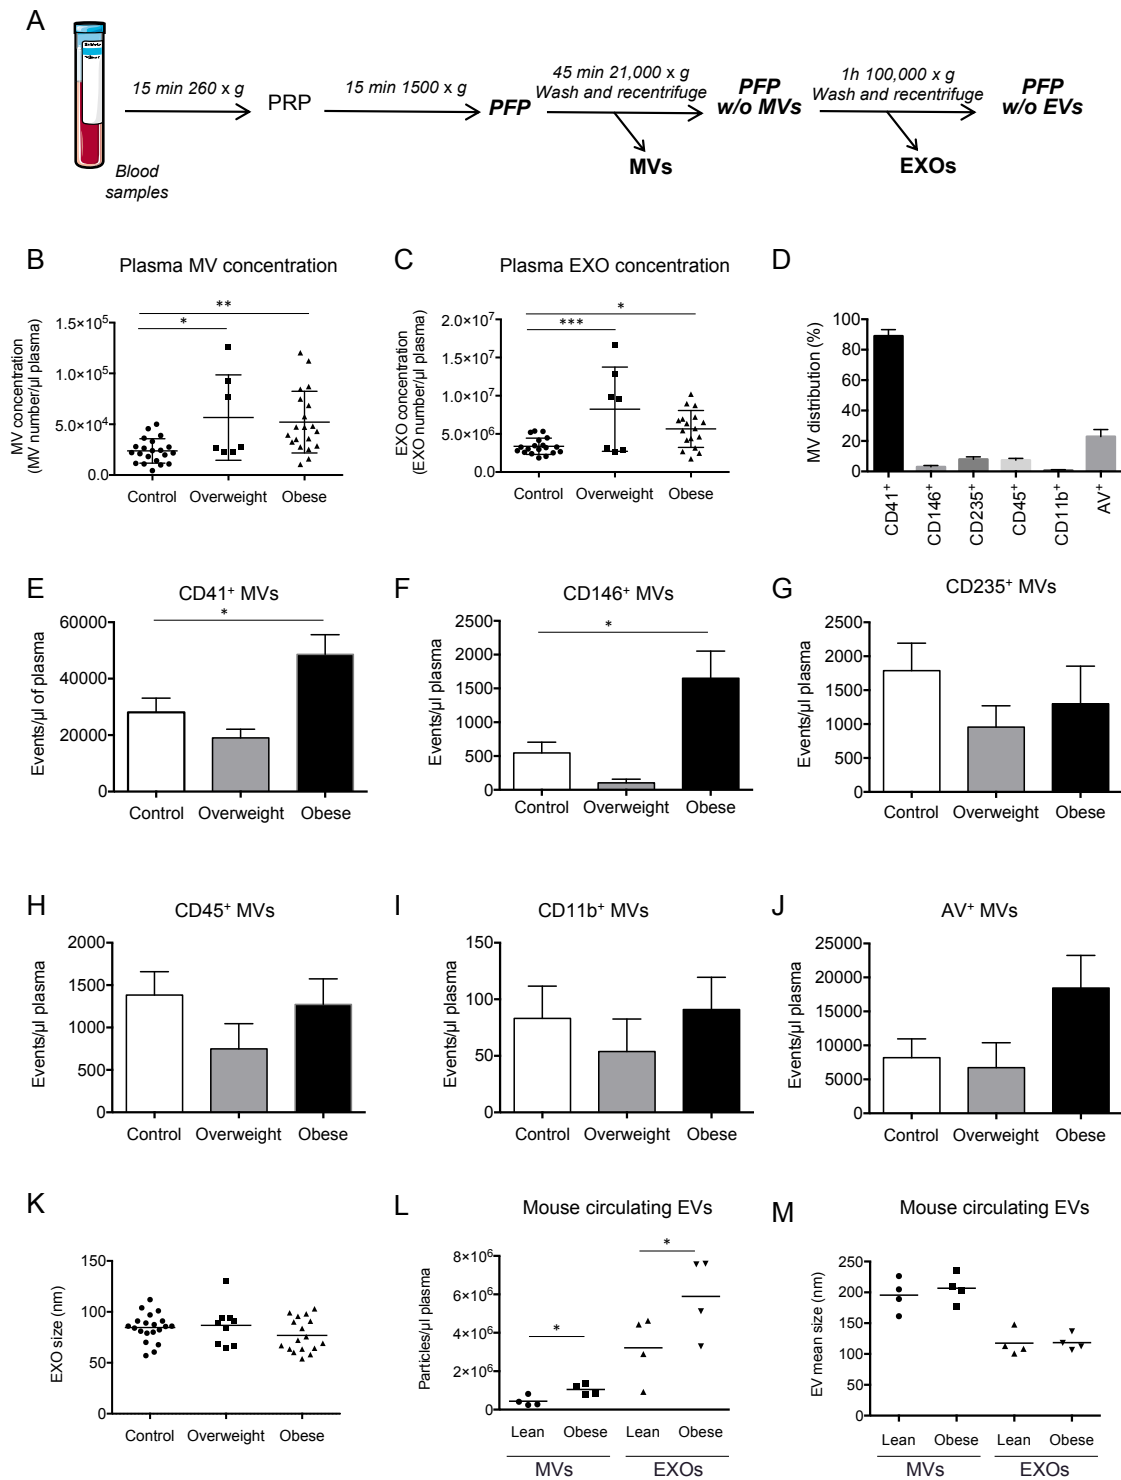 A
15 min 260 x g
PRP
15 min 1500 x g
PFP
45 min 21,000 x g
Wash and recentrifuge
PFP
w/o MVs
1h 100,000 x g
Wash and recentrifuge
PFP
w/o EVs
Blood
samples
MVs
EXOs
B
Plasma MV concentration
MV concentration
(MV number/µl plasma)
1.5×10⁵
1.0×10⁵
5.0×10⁴
0.0
**
*
Control Overweight Obese
C
Plasma EXO concentration
EXO concentration
(EXO number/µl plasma)
2.0×10⁷
1.5×10⁷
1.0×10⁷
5.0×10⁶
0.0
*
***
Control Overweight Obese
D
MV distribution (%)
100
80
60
40
20
0
CD41⁺
CD146⁺
CD235⁺
CD45⁺
CD11b⁺
AV⁺
E
CD41⁺ MVs
*
Events/µl of plasma
60000
40000
20000
0
Control Overweight Obese
F
CD146⁺ MVs
*
Events/µl plasma
2500
2000
1500
1000
500
0
Control Overweight Obese
G
CD235⁺ MVs
Events/µl plasma
2500
2000
1500
1000
500
0
Control Overweight Obese
H
CD45⁺ MVs
Events/µl plasma
2000
1500
1000
500
0
Control Overweight Obese
I
CD11b⁺ MVs
Events/µl plasma
150
100
50
0
Control Overweight Obese
J
AV⁺ MVs
Events/µl plasma
25000
20000
15000
10000
5000
0
Control Overweight Obese
K
EXO size (nm)
150
100
50
0
Control Overweight Obese
L
Mouse circulating EVs
Particles/µl plasma
8×10⁶
6×10⁶
4×10⁶
2×10⁶
0
*
*
Lean Obese Lean Obese
MVs EXOs
M
Mouse circulating EVs
EV mean size (nm)
250
200
150
100
50
0
Lean Obese Lean Obese
MVs EXOs